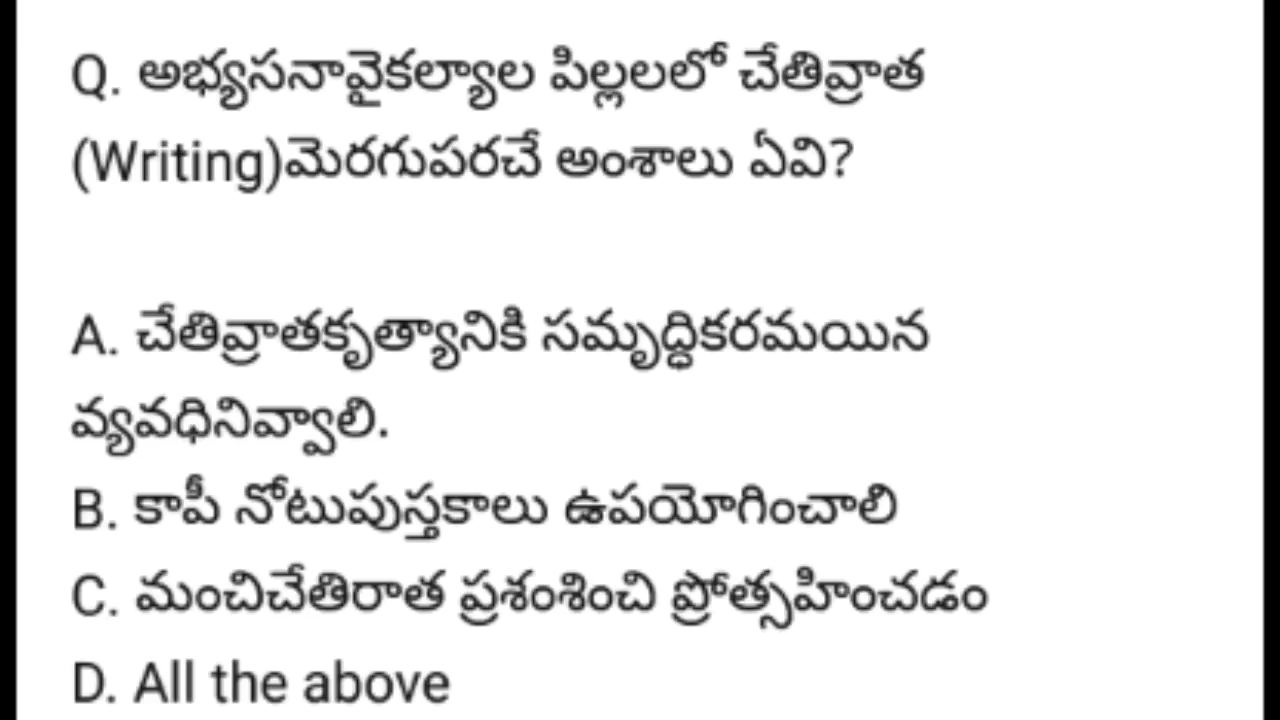 Q. అభ్యసనావైకల్యాల పిల్లలలో చేతివ్రాత
(Writing)మెరగుపరచే అంశాలు ఏవి?
A. చేతివ్రాతకృత్యానికి సమృద్ధికరమయిన
వ్యవధినివ్వాలి.
B. కాపీ నోటుపుస్తకాలు ఉపయోగించాలి
C. మంచిచేతిరాత ప్రశంశించి ప్రోత్సహించడం
D. All the above